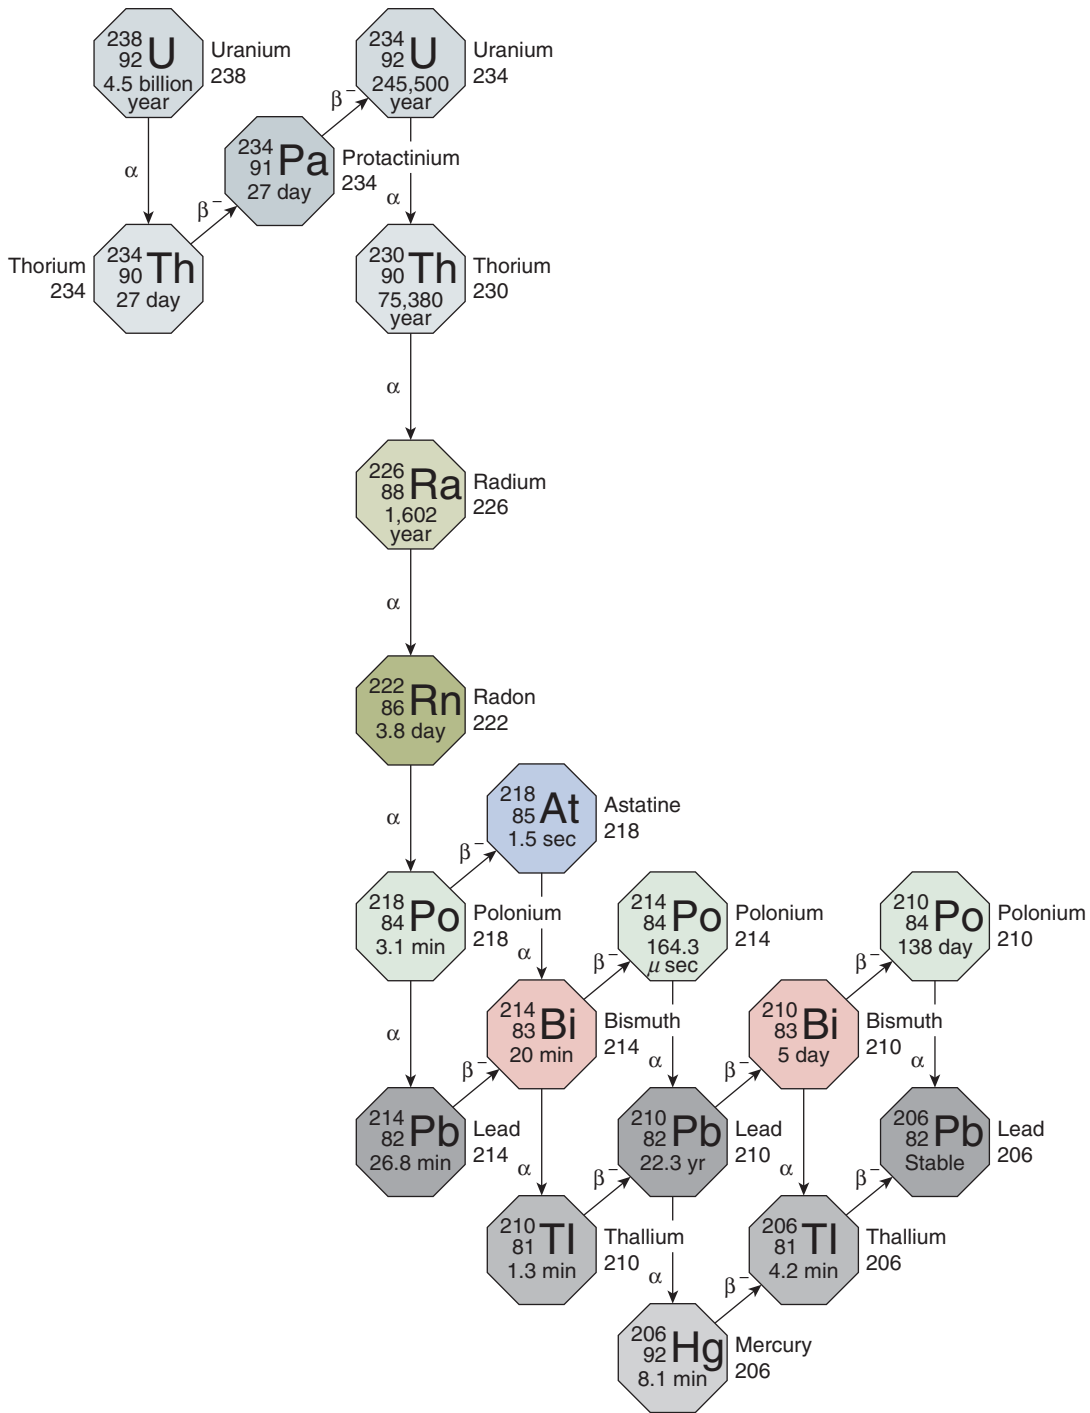 238
92 U
4.5 billion
year
Uranium
238
234
92 U
245,500
year
Uranium
234
β⁻
α
234
91 Pa
27 day
Protactinium
234
β⁻
α
Thorium
234
234
90 Th
27 day
230
90 Th
75,380
year
Thorium
230
α
226
88 Ra
1,602
year
Radium
226
α
222
86 Rn
3.8 day
Radon
222
α
218
85 At
1.5 sec
Astatine
218
β⁻
218
84 Po
3.1 min
Polonium
218
α
214
84 Po
164.3
μ sec
Polonium
214
β⁻
210
84 Po
138 day
Polonium
210
β⁻
α
214
83 Bi
20 min
Bismuth
214
α
210
83 Bi
5 day
Bismuth
210
α
β⁻
β⁻
214
82 Pb
26.8 min
Lead
214
α
210
82 Pb
22.3 yr
Lead
210
α
206
82 Pb
Stable
Lead
206
β⁻
β⁻
210
81 Tl
1.3 min
Thallium
210
α
206
81 Tl
4.2 min
Thallium
206
β⁻
206
92 Hg
8.1 min
Mercury
206